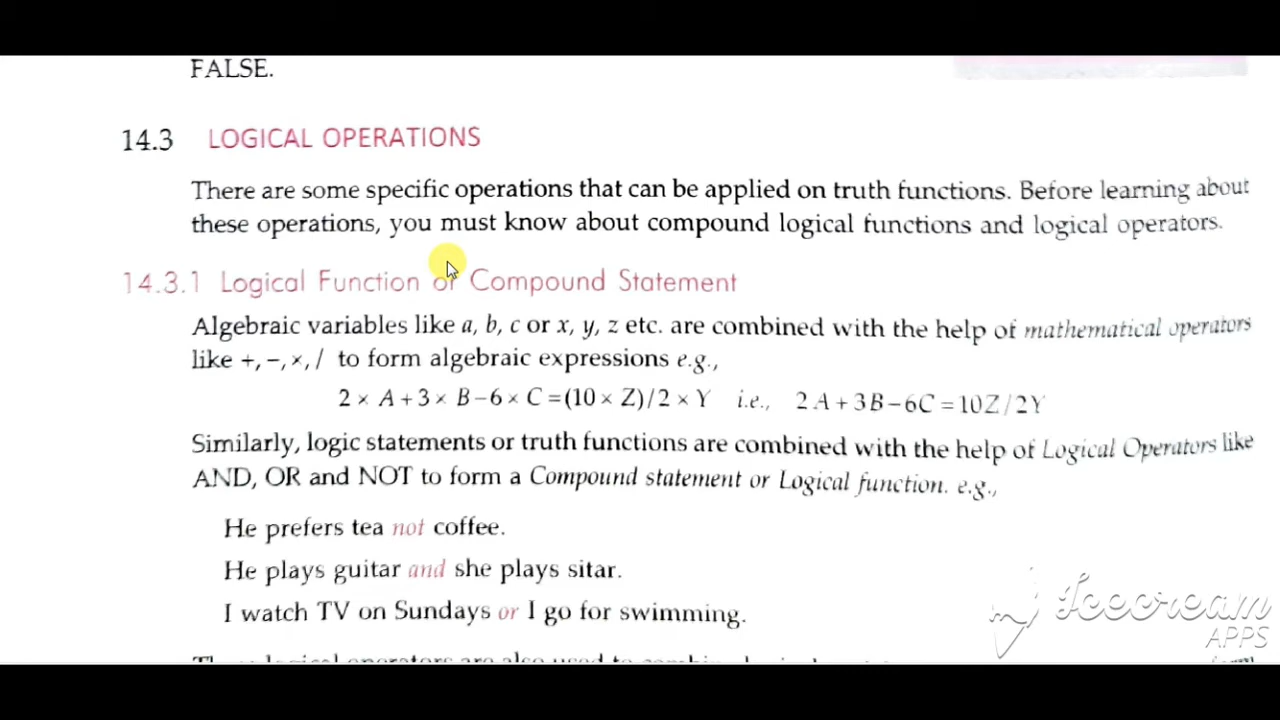 FALSE.
14.3 LOGICAL OPERATIONS
There are some specific operations that can be applied on truth functions. Before learning about
these operations, you must know about compound logical functions and logical operators.
14.3.1 Logical Function or Compound Statement
Algebraic variables like a, b, c or x, y, z etc. are combined with the help of mathematical operators
like +, −, ×, / to form algebraic expressions e.g.,
2 × A + 3 × B − 6 × C = (10 × Z)/2 × Y i.e., 2A + 3B − 6C = 10Z/2Y
Similarly, logic statements or truth functions are combined with the help of Logical Operators like
AND, OR and NOT to form a Compound statement or Logical function. e.g.,
He prefers tea not coffee.
He plays guitar and she plays sitar.
I watch TV on Sundays or I go for swimming.
Icecream
APPS